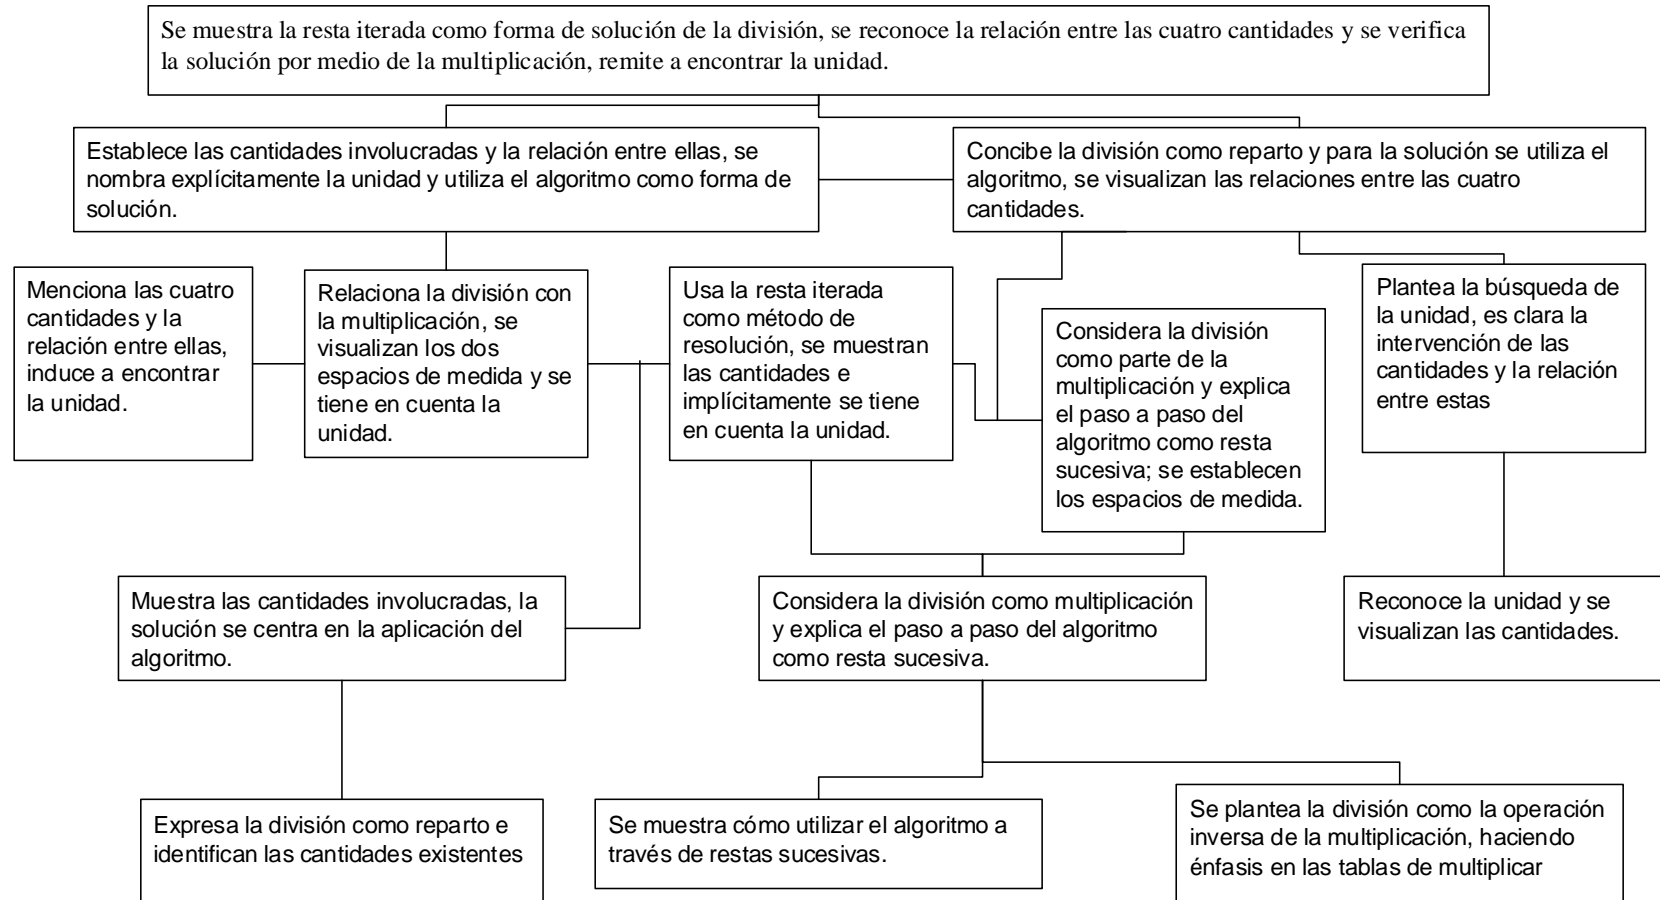 Se muestra la resta iterada como forma de solución de la división, se reconoce la relación entre las cuatro cantidades y se verifica
la solución por medio de la multiplicación, remite a encontrar la unidad.
Establece las cantidades involucradas y la relación entre ellas, se
nombra explícitamente la unidad y utiliza el algoritmo como forma de
solución.
Concibe la división como reparto y para la solución se utiliza el
algoritmo, se visualizan las relaciones entre las cuatro
cantidades.
Menciona las cuatro
cantidades y la
relación entre ellas,
induce a encontrar
la unidad.
Relaciona la división con
la multiplicación, se
visualizan los dos
espacios de medida y se
tiene en cuenta la
unidad.
Usa la resta iterada
como método de
resolución, se muestran
las cantidades e
implícitamente se tiene
en cuenta la unidad.
Considera la división
como parte de la
multiplicación y explica
el paso a paso del
algoritmo como resta
sucesiva; se establecen
los espacios de medida.
Plantea la búsqueda de
la unidad, es clara la
intervención de las
cantidades y la relación
entre estas
Muestra las cantidades involucradas, la
solución se centra en la aplicación del
algoritmo.
Considera la división como multiplicación
y explica el paso a paso del algoritmo
como resta sucesiva.
Reconoce la unidad y se
visualizan las cantidades.
Expresa la división como reparto e
identifican las cantidades existentes
Se muestra cómo utilizar el algoritmo a
través de restas sucesivas.
Se plantea la división como la operación
inversa de la multiplicación, haciendo
énfasis en las tablas de multiplicar